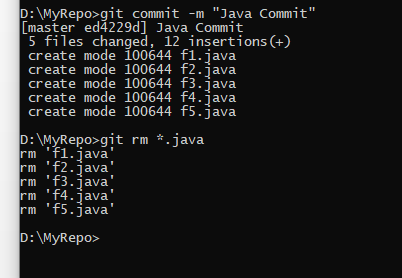 D:\MyRepo>git commit -m "Java Commit"
[master ed4229d] Java Commit
 5 files changed, 12 insertions(+)
 create mode 100644 f1.java
 create mode 100644 f2.java
 create mode 100644 f3.java
 create mode 100644 f4.java
 create mode 100644 f5.java
D:\MyRepo>git rm *.java
rm 'f1.java'
rm 'f2.java'
rm 'f3.java'
rm 'f4.java'
rm 'f5.java'
D:\MyRepo>